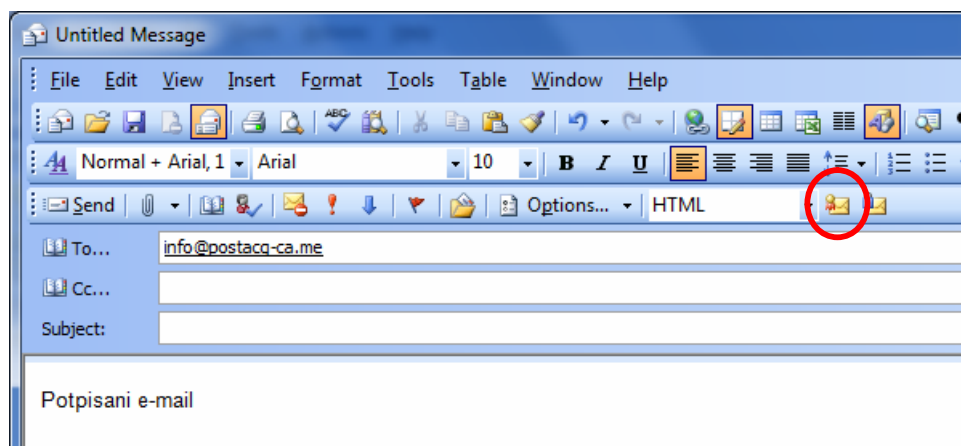 Untitled Message
File Edit View Insert Format Tools Table Window Help
ABC
Normal + Arial, 1 Arial 10 B I U
Send Options... HTML
To... info@postacg-ca.me
Cc...
Subject:
Potpisani e-mail